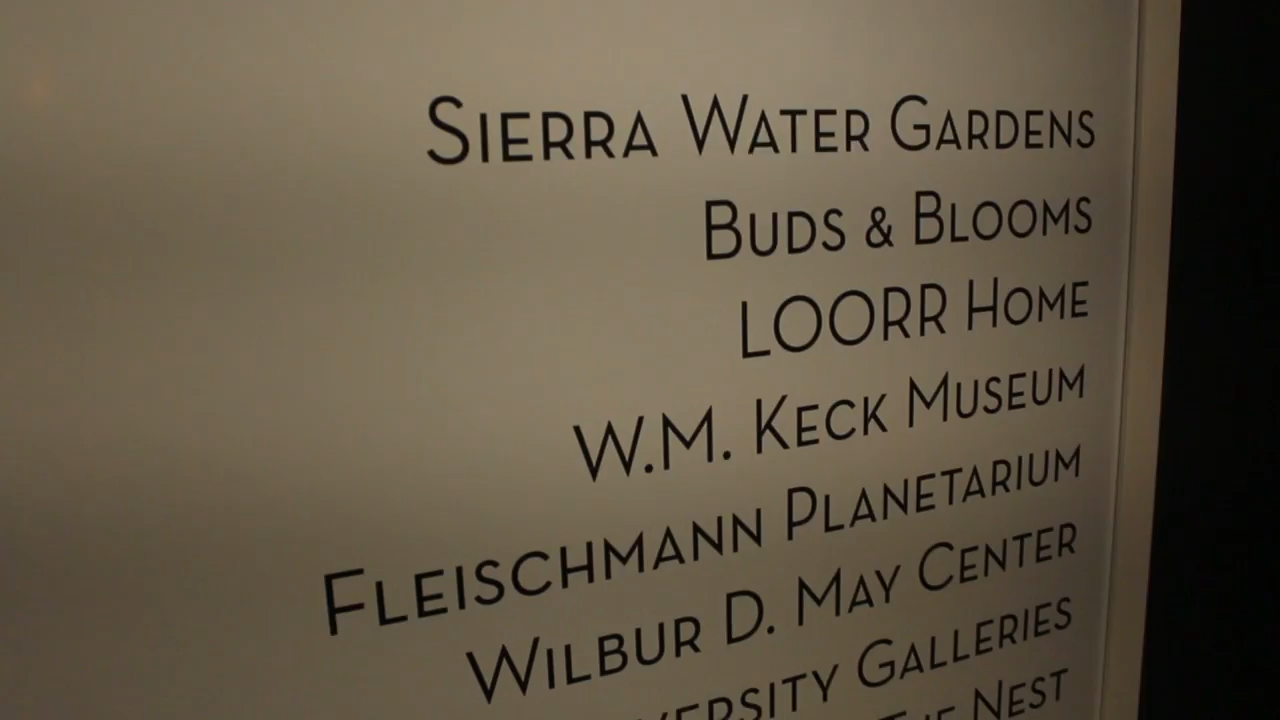 SIERRA WATER GARDENS
BUDS & BLOOMS
LOORR HOME
W.M. KECK MUSEUM
FLEISCHMANN PLANETARIUM
WILBUR D. MAY CENTER
GALLERIES
NEST